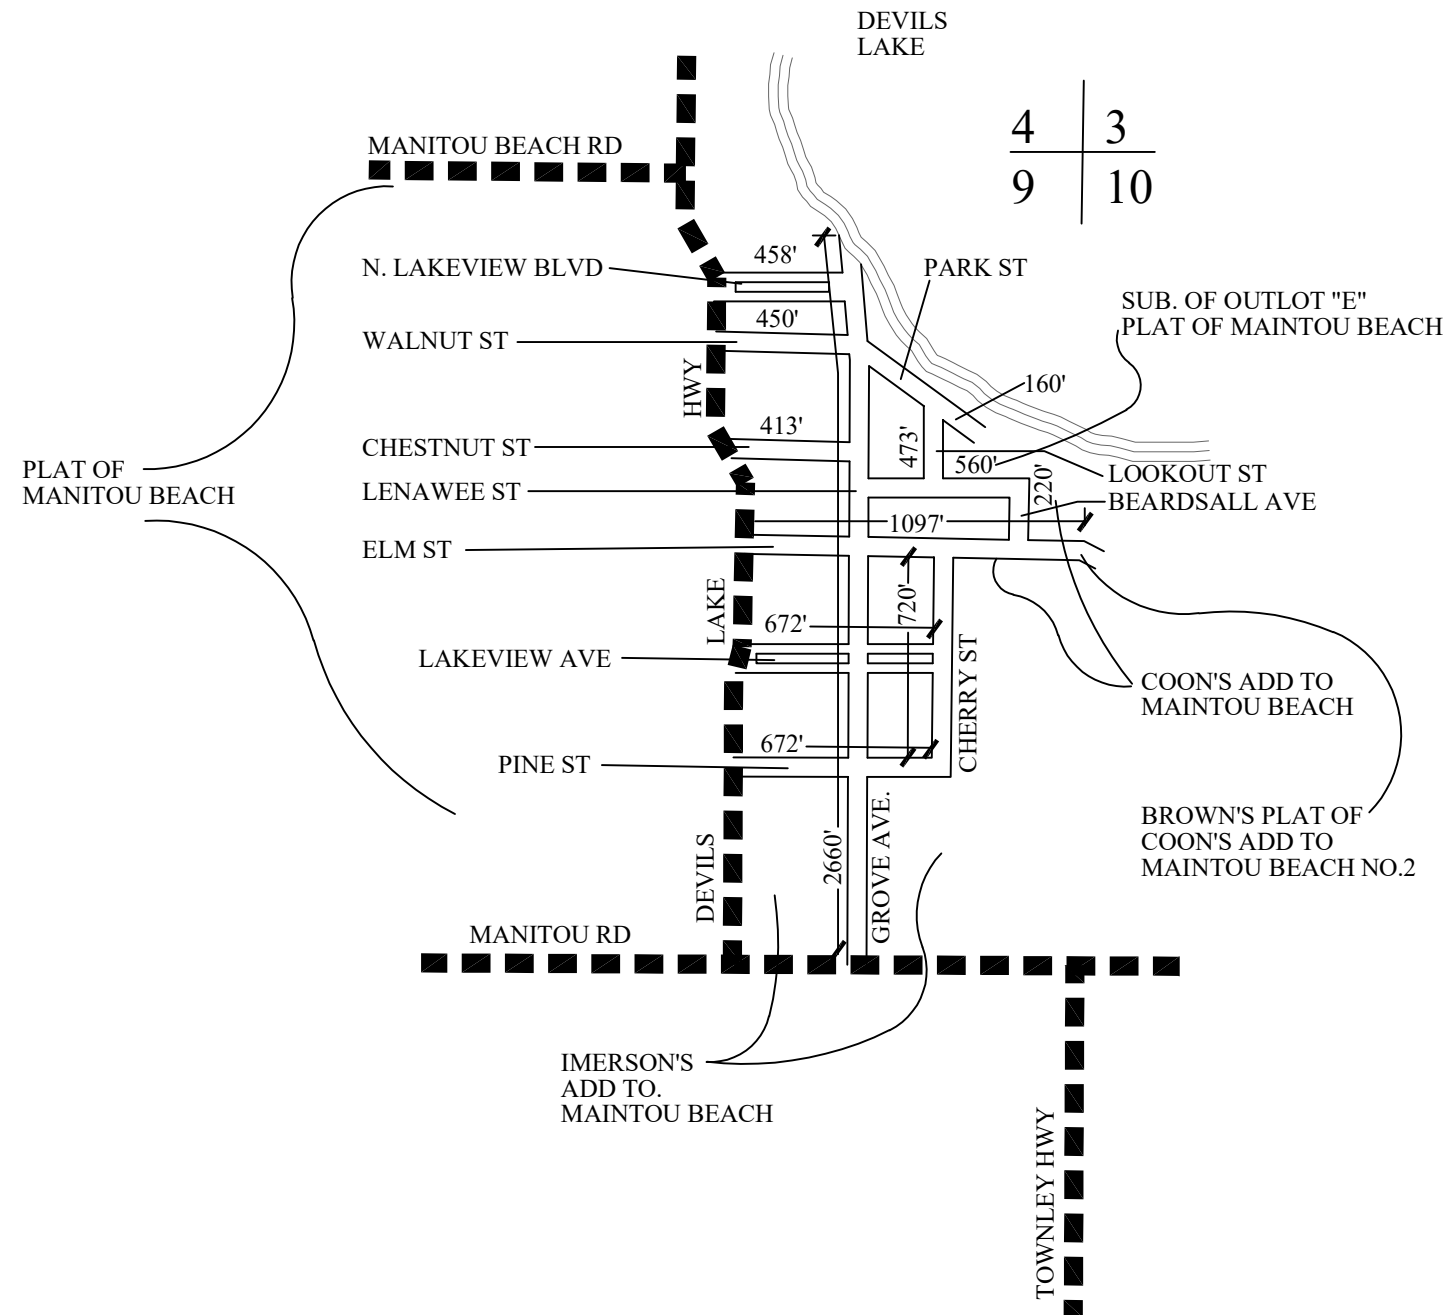 DEVILS
LAKE
4 3
9 10
MANITOU BEACH RD
458'
N. LAKEVIEW BLVD
PARK ST
SUB. OF OUTLOT "E"
PLAT OF MAINTOU BEACH
450'
WALNUT ST
HWY
160'
413'
CHESTNUT ST
473'
560'
220'
PLAT OF
MANITOU BEACH
LOOKOUT ST
LENAWEE ST
BEARDSALL AVE
1097'
ELM ST
720'
LAKE
672'
LAKEVIEW AVE
CHERRY ST
COON'S ADD TO
MAINTOU BEACH
672'
PINE ST
BROWN'S PLAT OF
COON'S ADD TO
MAINTOU BEACH NO.2
2660'
GROVE AVE.
DEVILS
MANITOU RD
IMERSON'S
ADD TO.
MAINTOU BEACH
TOWNLEY HWY